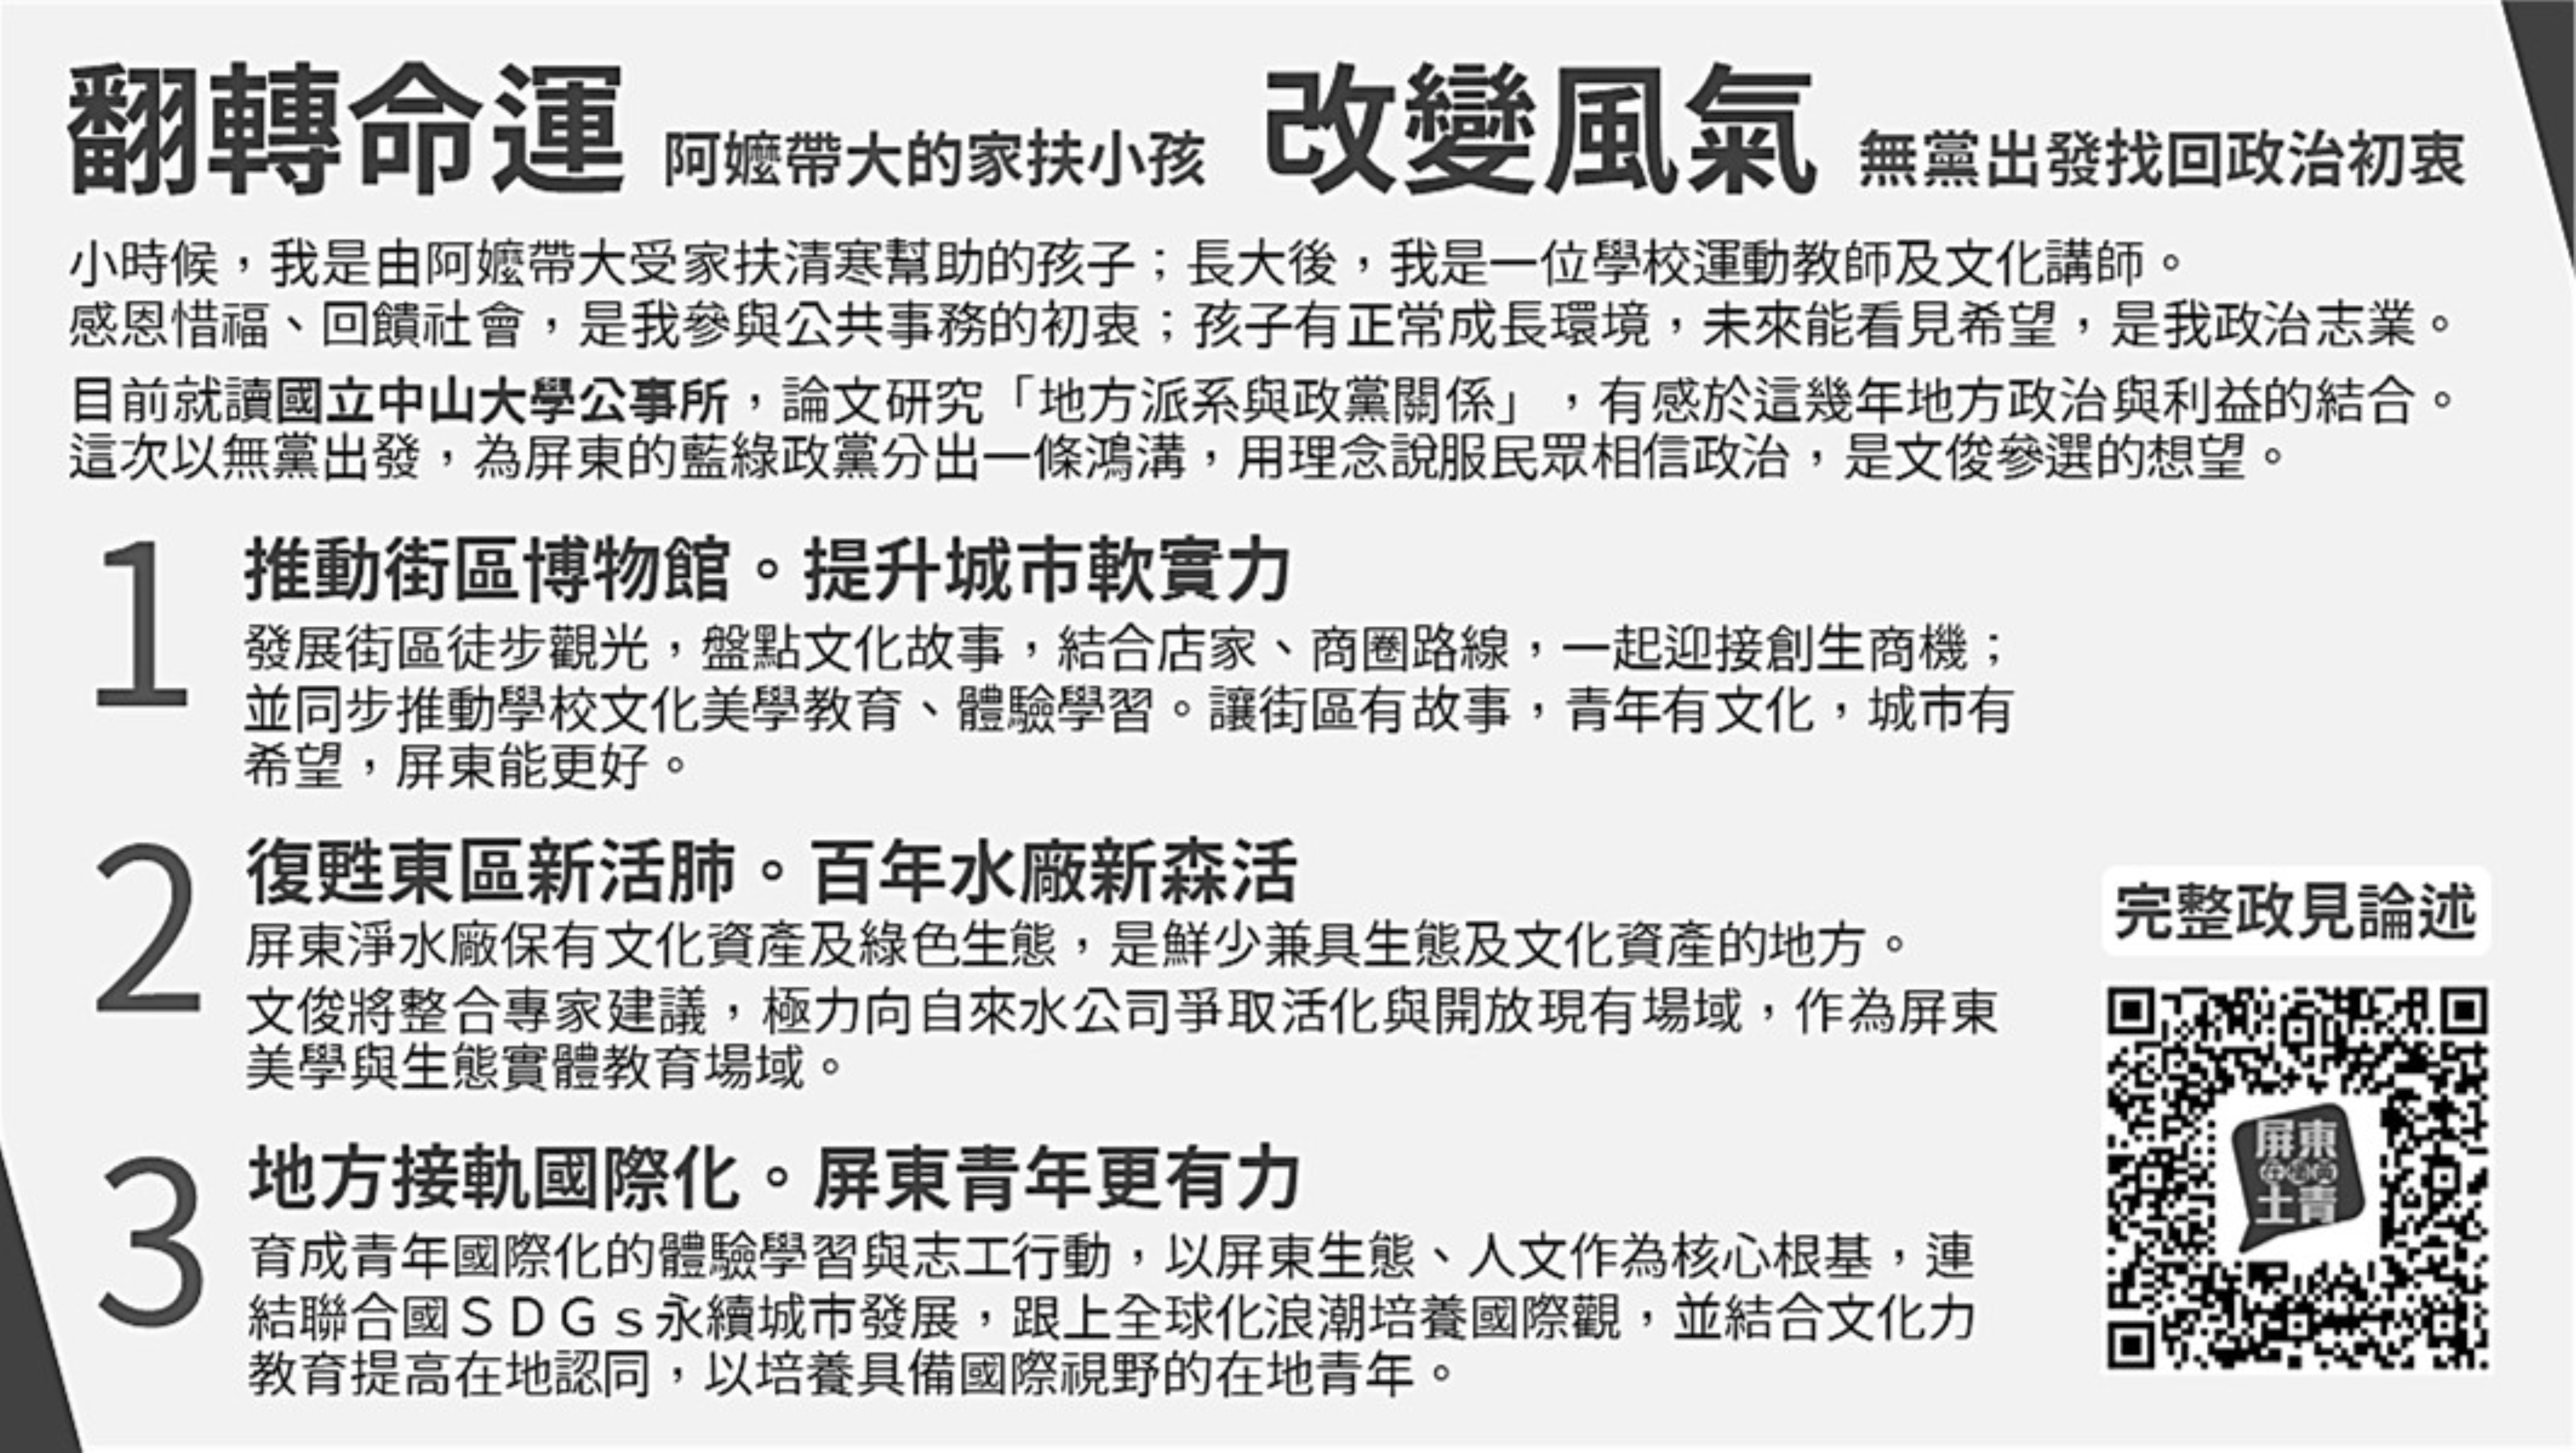 翻轉命運 阿嬤帶大的家扶小孩 改變風氣 無黨出發找回政治初衷
小時候，我是由阿嬤帶大受家扶清寒幫助的孩子；長大後，我是一位學校運動教師及文化講師。
感恩惜福、回饋社會，是我參與公共事務的初衷；孩子有正常成長環境，未來能看見希望，是我政治志業。
目前就讀國立中山大學公事所，論文研究「地方派系與政黨關係」，有感於這幾年地方政治與利益的結合。
這次以無黨出發，為屏東的藍綠政黨分出一條鴻溝，用理念說服民眾相信政治，是文俊參選的想望。
1 推動街區博物館。提升城市軟實力
發展街區徒步觀光，盤點文化故事，結合店家、商圈路線，一起迎接創生商機；
並同步推動學校文化美學教育、體驗學習。讓街區有故事，青年有文化，城市有
希望，屏東能更好。
2 復甦東區新活肺。百年水廠新森活
屏東淨水廠保有文化資產及綠色生態，是鮮少兼具生態及文化資產的地方。
文俊將整合專家建議，極力向自來水公司爭取活化與開放現有場域，作為屏東
美學與生態實體教育場域。
3 地方接軌國際化。屏東青年更有力
育成青年國際化的體驗學習與志工行動，以屏東生態、人文作為核心根基，連
結聯合國ＳＤＧｓ永續城市發展，跟上全球化浪潮培養國際觀，並結合文化力
教育提高在地認同，以培養具備國際視野的在地青年。
完整政見論述
屏東
土青